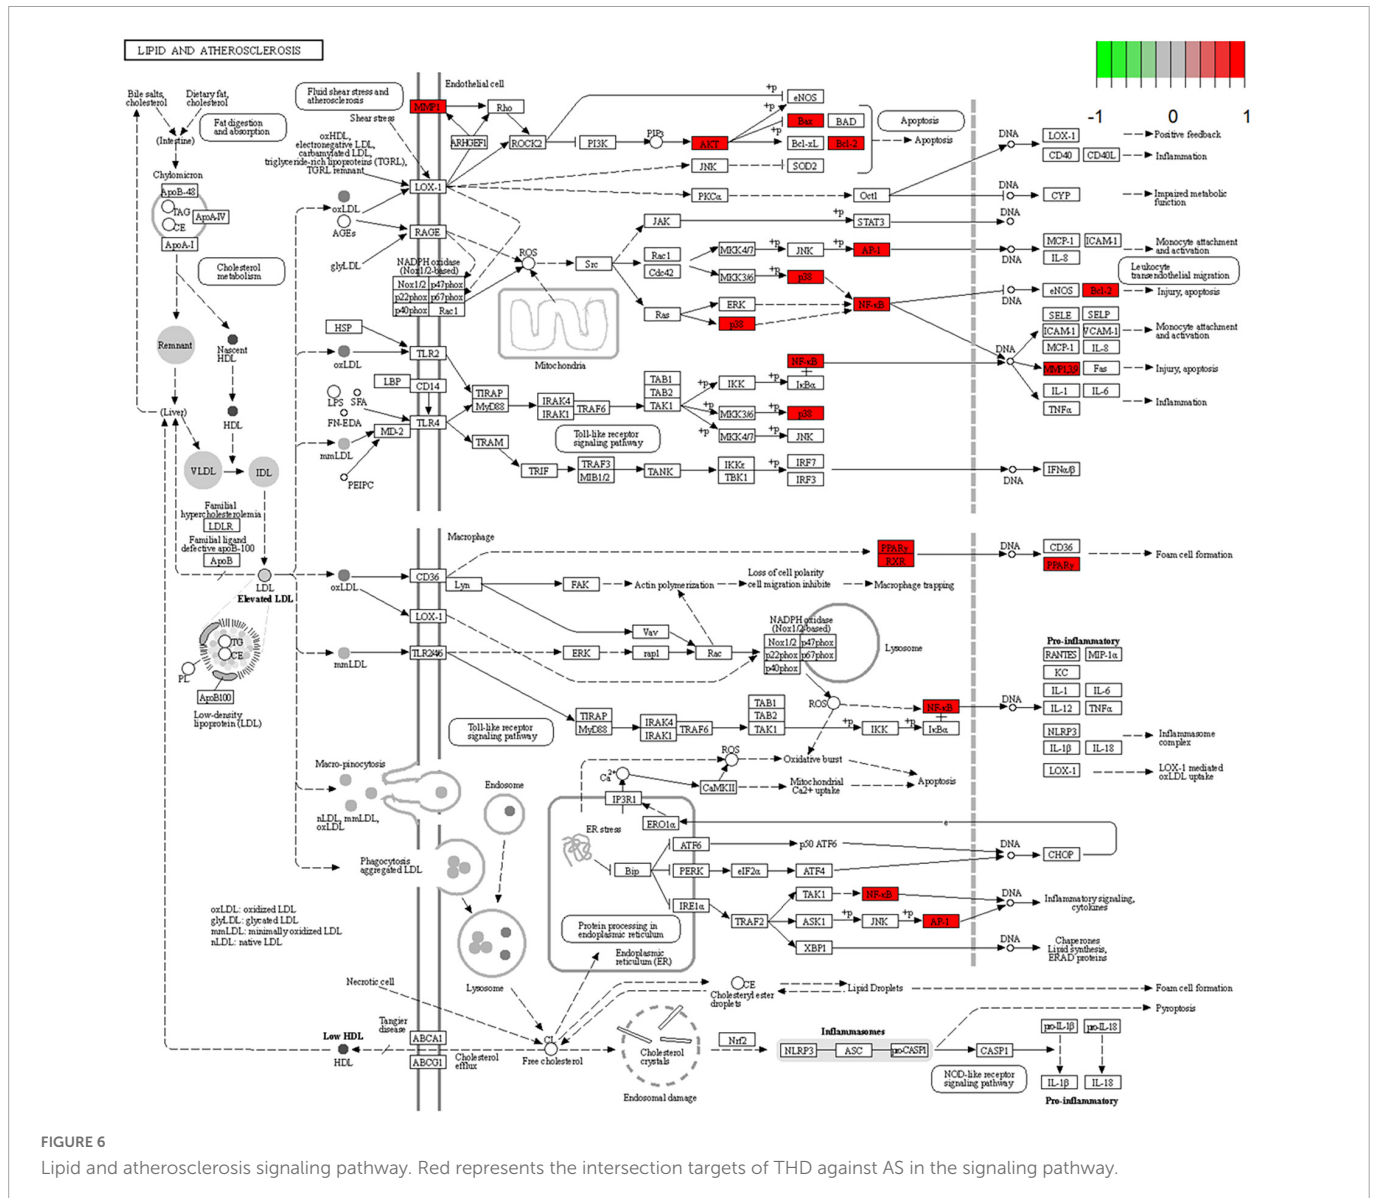 LIPID AND ATHEROSCLEROSIS
-1
0
1
Bile salts,
cholesterol
Dietary fat,
cholesterol
Fat digestion
and absorption
(Intestine)
Chylomicron
ApoB-48
TAG
CE
ApoA-IV
ApoA-I
Cholesterol
metabolism
Remnant
Nascent
HDL
(Liver)
HDL
VLDL
IDL
Familial
hypercholesterolemia
LDLR
Familial ligand
defective apoB-100
ApoB
LDL
Elevated LDL
TG
CE
PL
ApoB100
Low-density
lipoprotein (LDL)
Fluid shear stress and
atherosclerosis
Shear stress
oxHDL,
electronegative LDL,
carbamylated LDL,
triglyceride-rich lipoproteins (TGRL),
TGRL remnant
oxLDL
AGEs
glyLDL
HSP
oxLDL
LBP
LPS
SFA
FN-EDA
MD-2
mmLDL
PEIPC
Endothelial cell
MMP1
Rho
ARHGEF1
ROCK2
PI3K
PIP3
AKT
+p
eNOS
Bax
BAD
+p
Bcl-xL
Bcl-2
Apoptosis
Apoptosis
JNK
SOD2
LOX-1
PKCα
Oct1
RAGE
NADPH oxidase
(Nox1/2-based)
Nox1/2
p47phox
p22phox
p67phox
p40phox
Rac1
ROS
Mitochondria
Src
JAK
+p
STAT3
Rac1
Cdc42
MKK4/7
+p
JNK
+p
AP-1
MKK3/6
+p
p38
Ras
ERK
p38
NF-κB
TLR2
CD14
TLR4
TIRAP
MyD88
IRAK4
IRAK1
TRAF6
TAB1
TAB2
TAK1
+p
IKK
+p
NF-κB
IκBα
+p
MKK3/6
+p
p38
+p
MKK4/7
+p
JNK
Toll-like receptor
signaling pathway
TRAM
TRIF
TRAF3
MIB1/2
TANK
IKKε
TBK1
+p
IRF7
IRF3
DNA
LOX-1
Positive feedback
CD40
CD40L
Inflammation
DNA
CYP
Impaired metabolic
function
DNA
DNA
MCP-1
ICAM-1
IL-8
Monocyte attachment
and activation
Leukocyte
transendothelial migration
DNA
eNOS
Bcl-2
Injury, apoptosis
SELE
SELP
ICAM-1
VCAM-1
MCP-1
IL-8
Monocyte attachment
and activation
DNA
MMP1,3,9
Fas
Injury, apoptosis
IL-1
IL-6
TNFα
Inflammation
DNA
IFNα/β
Macrophage
oxLDL
CD36
Lyn
FAK
Actin polymerization
Loss of cell polarity
cell migration inhibite
Macrophage trapping
PPARγ
RXR
DNA
CD36
PPARγ
Foam cell formation
LOX-1
Vav
mmLDL
TLR2/4/6
ERK
rap1
Rac
NADPH oxidase
(Nox1/2-based)
Nox1/2
p47phox
p22phox
p67phox
p40phox
Lysosome
ROS
TIRAP
MyD88
IRAK4
IRAK1
TRAF6
TAB1
TAB2
TAK1
+p
IKK
+p
NF-κB
IκBα
DNA
Toll-like receptor
signaling pathway
Pro-inflammatory
RANTES
MIP-1α
KC
IL-1
IL-6
IL-12
TNFα
NLRP3
IL-1β
IL-18
Inflammasome
complex
LOX-1
LOX-1 mediated
oxLDL uptake
Macro-pinocytosis
nLDL, mmLDL,
oxLDL
Endosome
Phagocytosis
aggregated LDL
Lysosome
ROS
Oxidative burst
Ca2+
CaMKII
Mitochondrial
Ca2+ uptake
Apoptosis
IP3R1
ER stress
ERO1α
e
Bip
ATF6
p50 ATF6
DNA
CHOP
PERK
eIF2α
ATF4
IRE1α
TRAF2
TAK1
NF-κB
ASK1
+p
JNK
+p
AP-1
DNA
Inflammatory signaling,
cytokines
XBP1
DNA
Chaperones
Lipid synthesis,
ERAD proteins
Protein processing in
endoplasmic reticulum
Endoplasmic
reticulum (ER)
oxLDL: oxidized LDL
glyLDL: glycated LDL
mmLDL: minimally oxidized LDL
nLDL: native LDL
Necrotic cell
Tangier
disease
Low HDL
HDL
ABCA1
ABCG1
Cholesterol
efflux
CL
Free cholesterol
CE
Cholesteryl ester
droplets
Lipid Droplets
Foam cell formation
Cholesterol
crystals
Endosomal damage
Nrf2
Inflammasomes
NLRP3
ASC
pro-CASP1
CASP1
NOD-like receptor
signaling pathway
Pyroptosis
pro-IL-1β
pro-IL-18
IL-1β
IL-18
Pro-inflammatory
FIGURE 6
Lipid and atherosclerosis signaling pathway. Red represents the intersection targets of THD against AS in the signaling pathway.